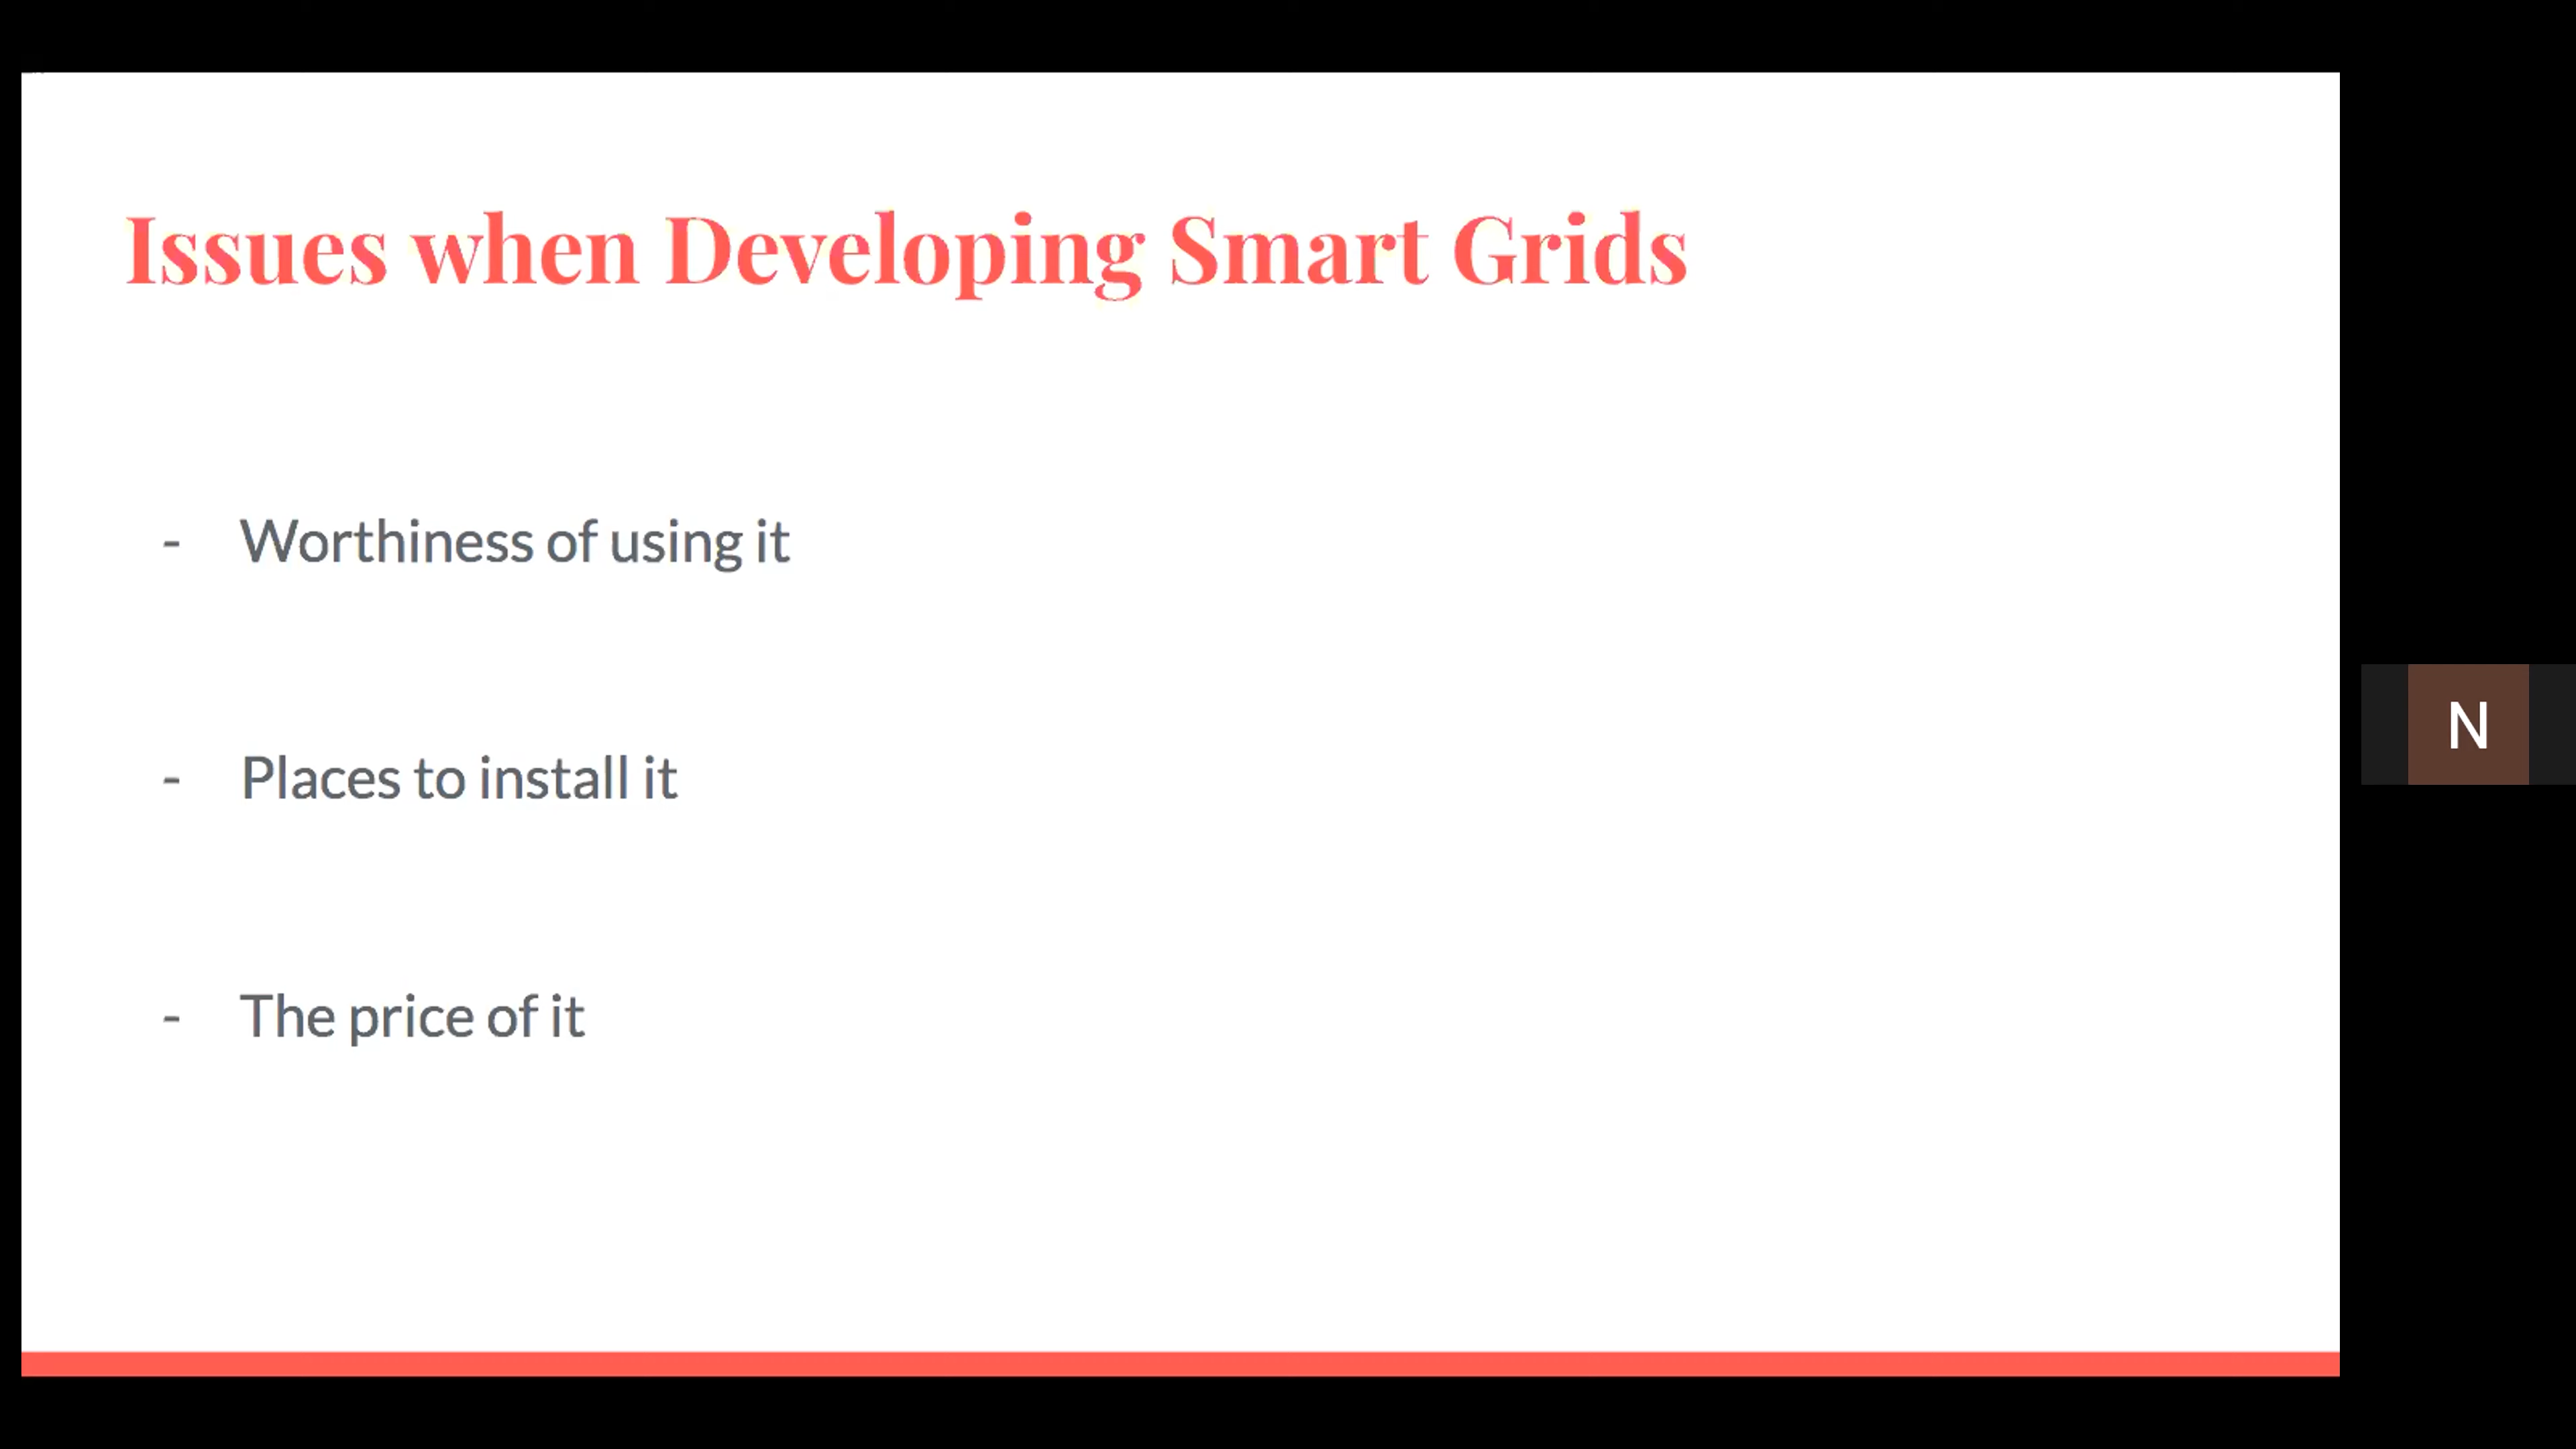 Issues when Developing Smart Grids
- Worthiness of using it
- Places to install it
- The price of it
N